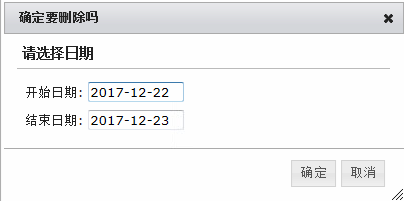 确定要删除吗
请选择日期
开始日期: 2017-12-22
结束日期: 2017-12-23
确定 取消